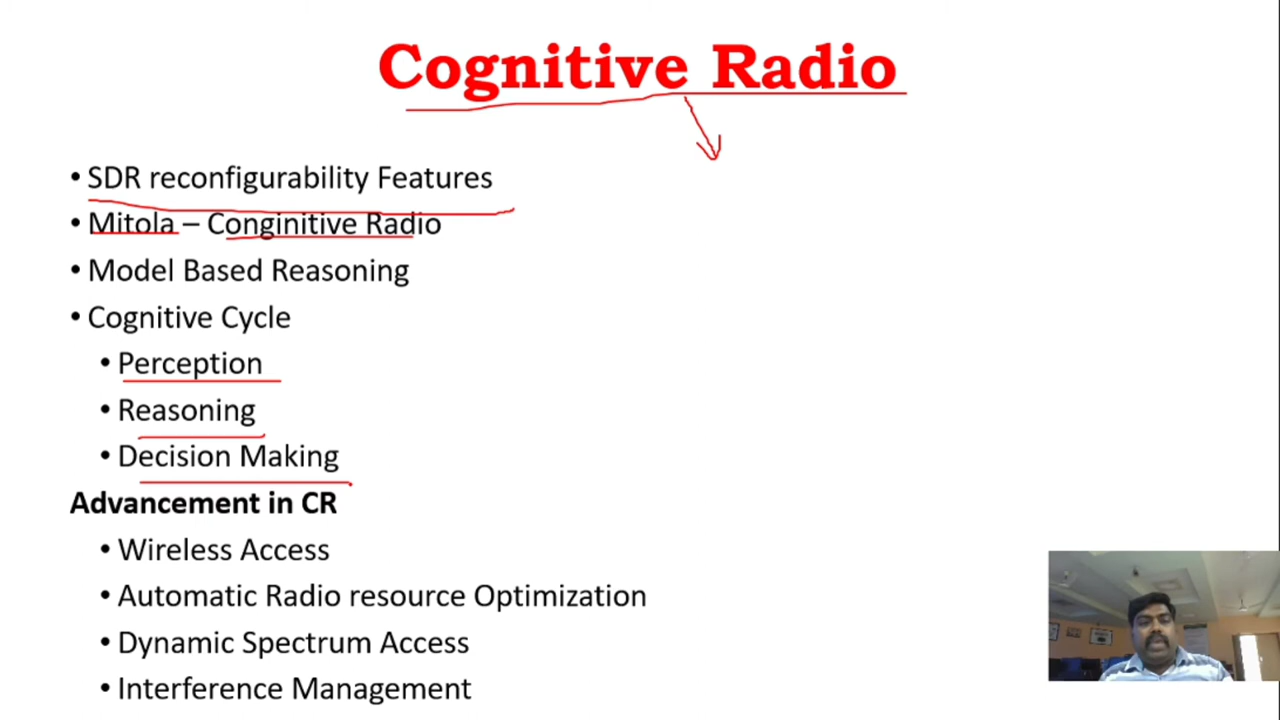 Cognitive Radio
• SDR reconfigurability Features
• Mitola – Conginitive Radio
• Model Based Reasoning
• Cognitive Cycle
• Perception
• Reasoning
• Decision Making
Advancement in CR
• Wireless Access
• Automatic Radio resource Optimization
• Dynamic Spectrum Access
• Interference Management